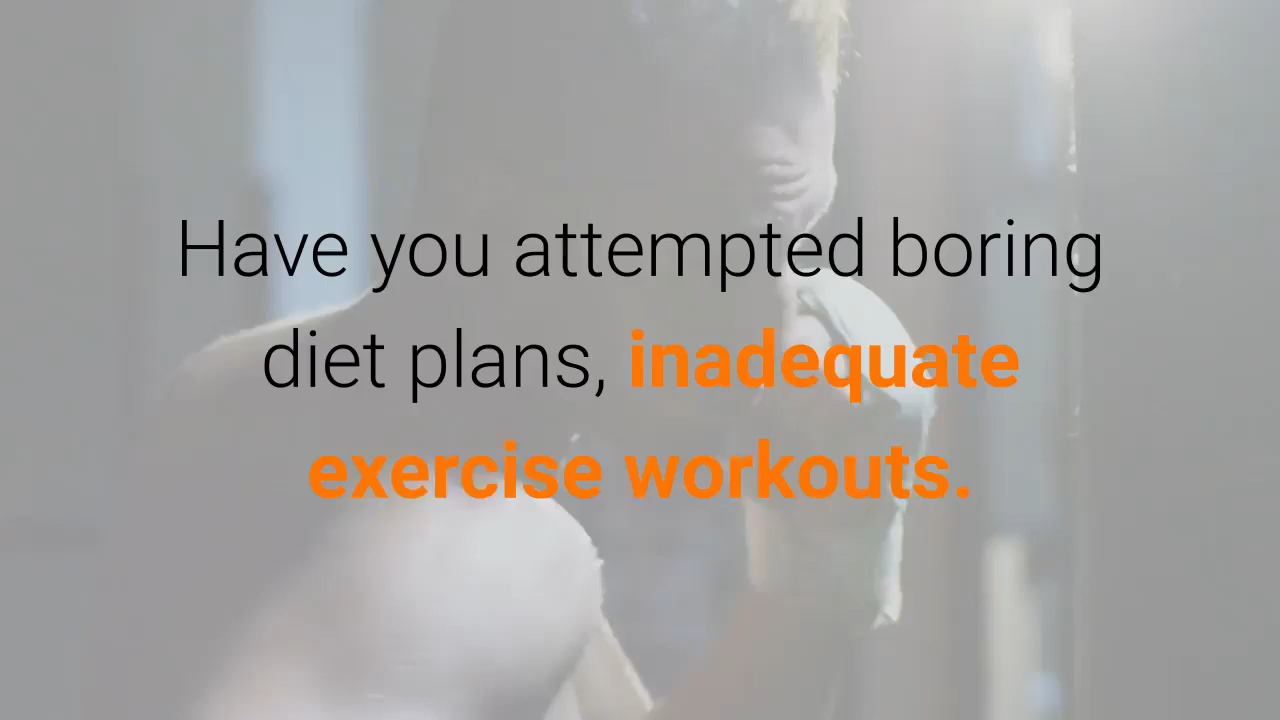 Have you attempted boring
diet plans, inadequate
exercise workouts.